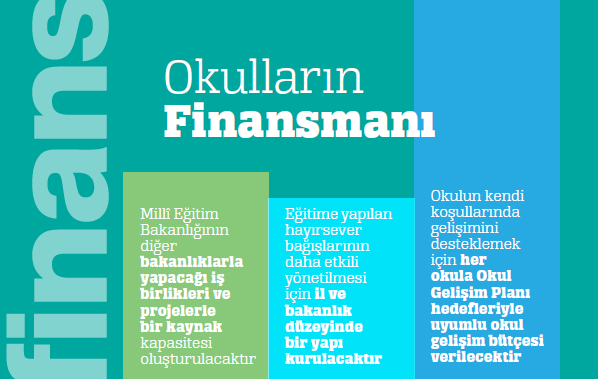 finans
Okulların
Finansmanı
Millî Eğitim
Bakanlığının
diğer
bakanlıklarla
yapacağı iş
birlikleri ve
projelerle
bir kaynak
kapasitesi
oluşturulacaktır
Eğitime yapılan
hayırsever
bağışlarının
daha etkili
yönetilmesi
için il ve
bakanlık
düzeyinde
bir yapı
kurulacaktır
Okulun kendi
koşullarında
gelişimini
desteklemek
için her
okula Okul
Gelişim Planı
hedefleriyle
uyumlu okul
gelişim bütçesi
verilecektir